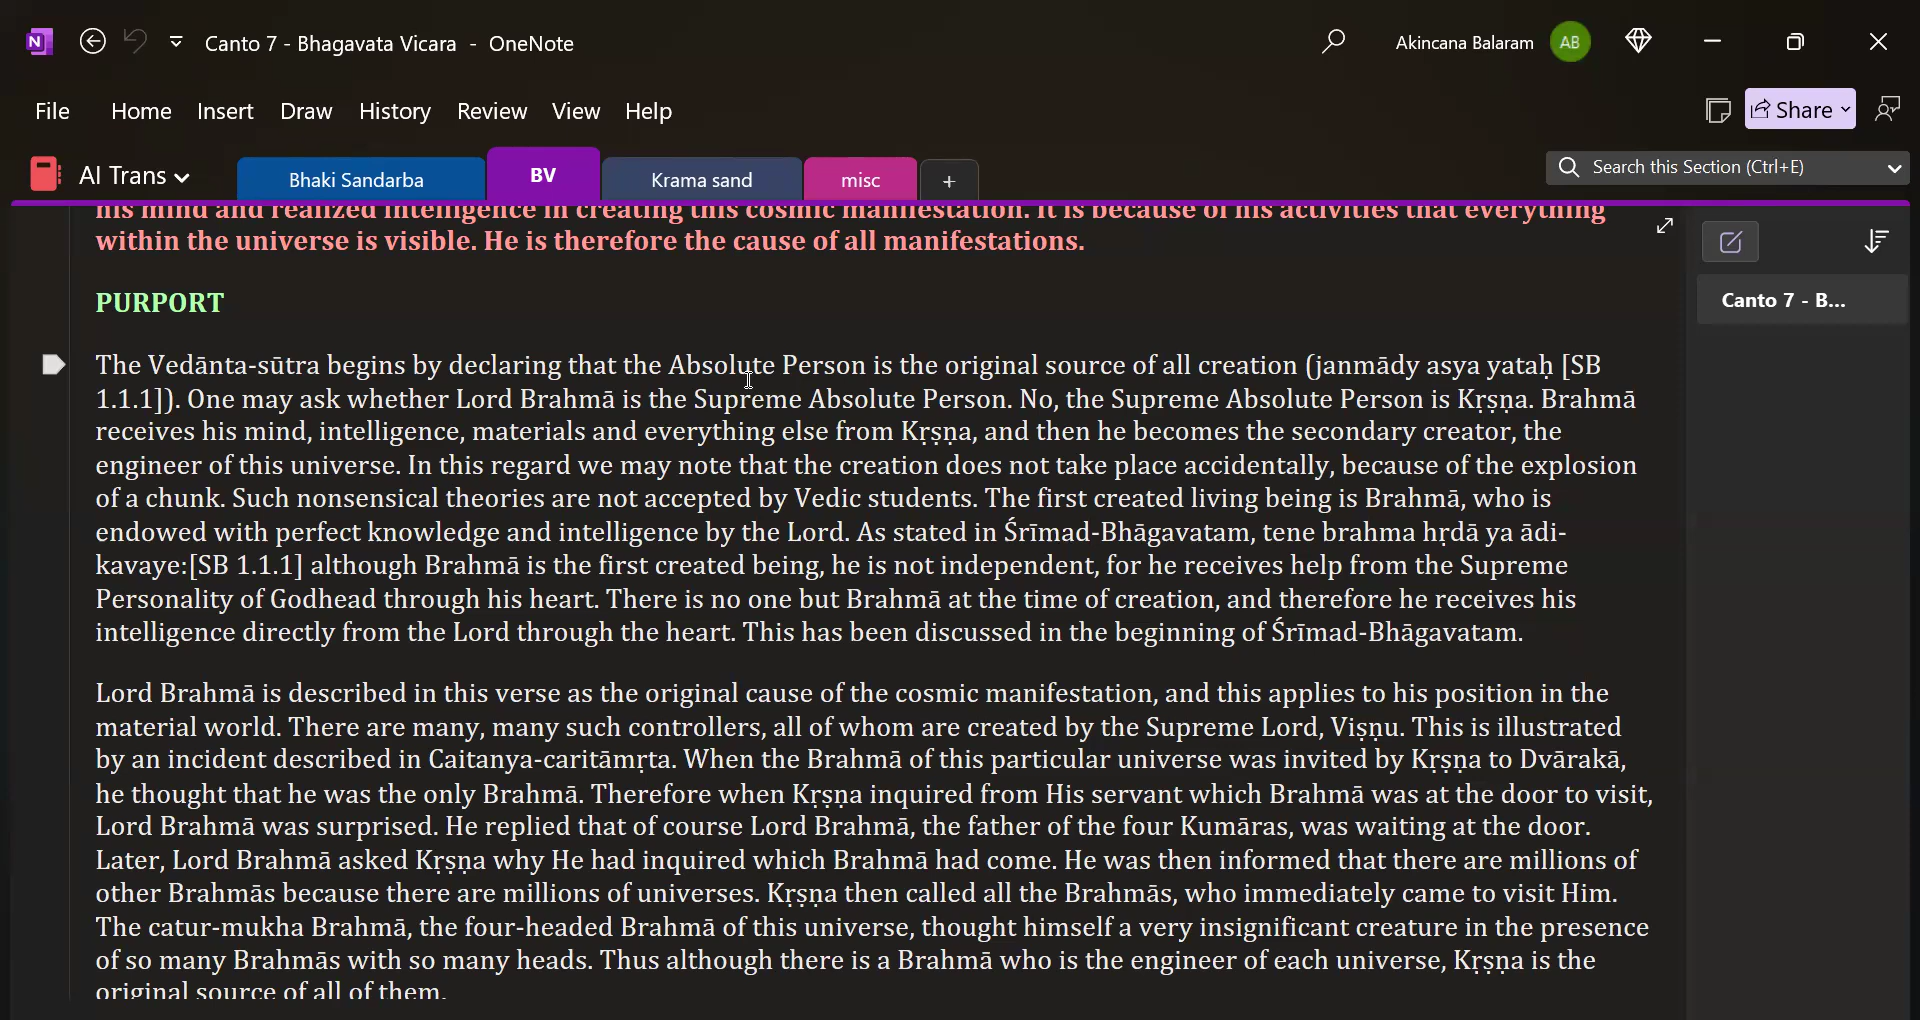 Canto 7 - Bhagavata Vicara - OneNote
Akincana Balaram AB
File Home Insert Draw History Review View Help
Share
AI Trans Bhaki Sandarba BV Krama sand misc +
Search this Section (Ctrl+E)
his mind and realized intelligence in creating this cosmic manifestation. It is because of his activities that everything
within the universe is visible. He is therefore the cause of all manifestations.
Canto 7 - B...
PURPORT
The Vedānta-sūtra begins by declaring that the Absolute Person is the original source of all creation (janmādy asya yataḥ [SB
1.1.1]). One may ask whether Lord Brahmā is the Supreme Absolute Person. No, the Supreme Absolute Person is Kṛṣṇa. Brahmā
receives his mind, intelligence, materials and everything else from Kṛṣṇa, and then he becomes the secondary creator, the
engineer of this universe. In this regard we may note that the creation does not take place accidentally, because of the explosion
of a chunk. Such nonsensical theories are not accepted by Vedic students. The first created living being is Brahmā, who is
endowed with perfect knowledge and intelligence by the Lord. As stated in Śrīmad-Bhāgavatam, tene brahma hṛdā ya ādi-
kavaye:[SB 1.1.1] although Brahmā is the first created being, he is not independent, for he receives help from the Supreme
Personality of Godhead through his heart. There is no one but Brahmā at the time of creation, and therefore he receives his
intelligence directly from the Lord through the heart. This has been discussed in the beginning of Śrīmad-Bhāgavatam.
Lord Brahmā is described in this verse as the original cause of the cosmic manifestation, and this applies to his position in the
material world. There are many, many such controllers, all of whom are created by the Supreme Lord, Viṣṇu. This is illustrated
by an incident described in Caitanya-caritāmṛta. When the Brahmā of this particular universe was invited by Kṛṣṇa to Dvārakā,
he thought that he was the only Brahmā. Therefore when Kṛṣṇa inquired from His servant which Brahmā was at the door to visit,
Lord Brahmā was surprised. He replied that of course Lord Brahmā, the father of the four Kumāras, was waiting at the door.
Later, Lord Brahmā asked Kṛṣṇa why He had inquired which Brahmā had come. He was then informed that there are millions of
other Brahmās because there are millions of universes. Kṛṣṇa then called all the Brahmās, who immediately came to visit Him.
The catur-mukha Brahmā, the four-headed Brahmā of this universe, thought himself a very insignificant creature in the presence
of so many Brahmās with so many heads. Thus although there is a Brahmā who is the engineer of each universe, Kṛṣṇa is the
original source of all of them.